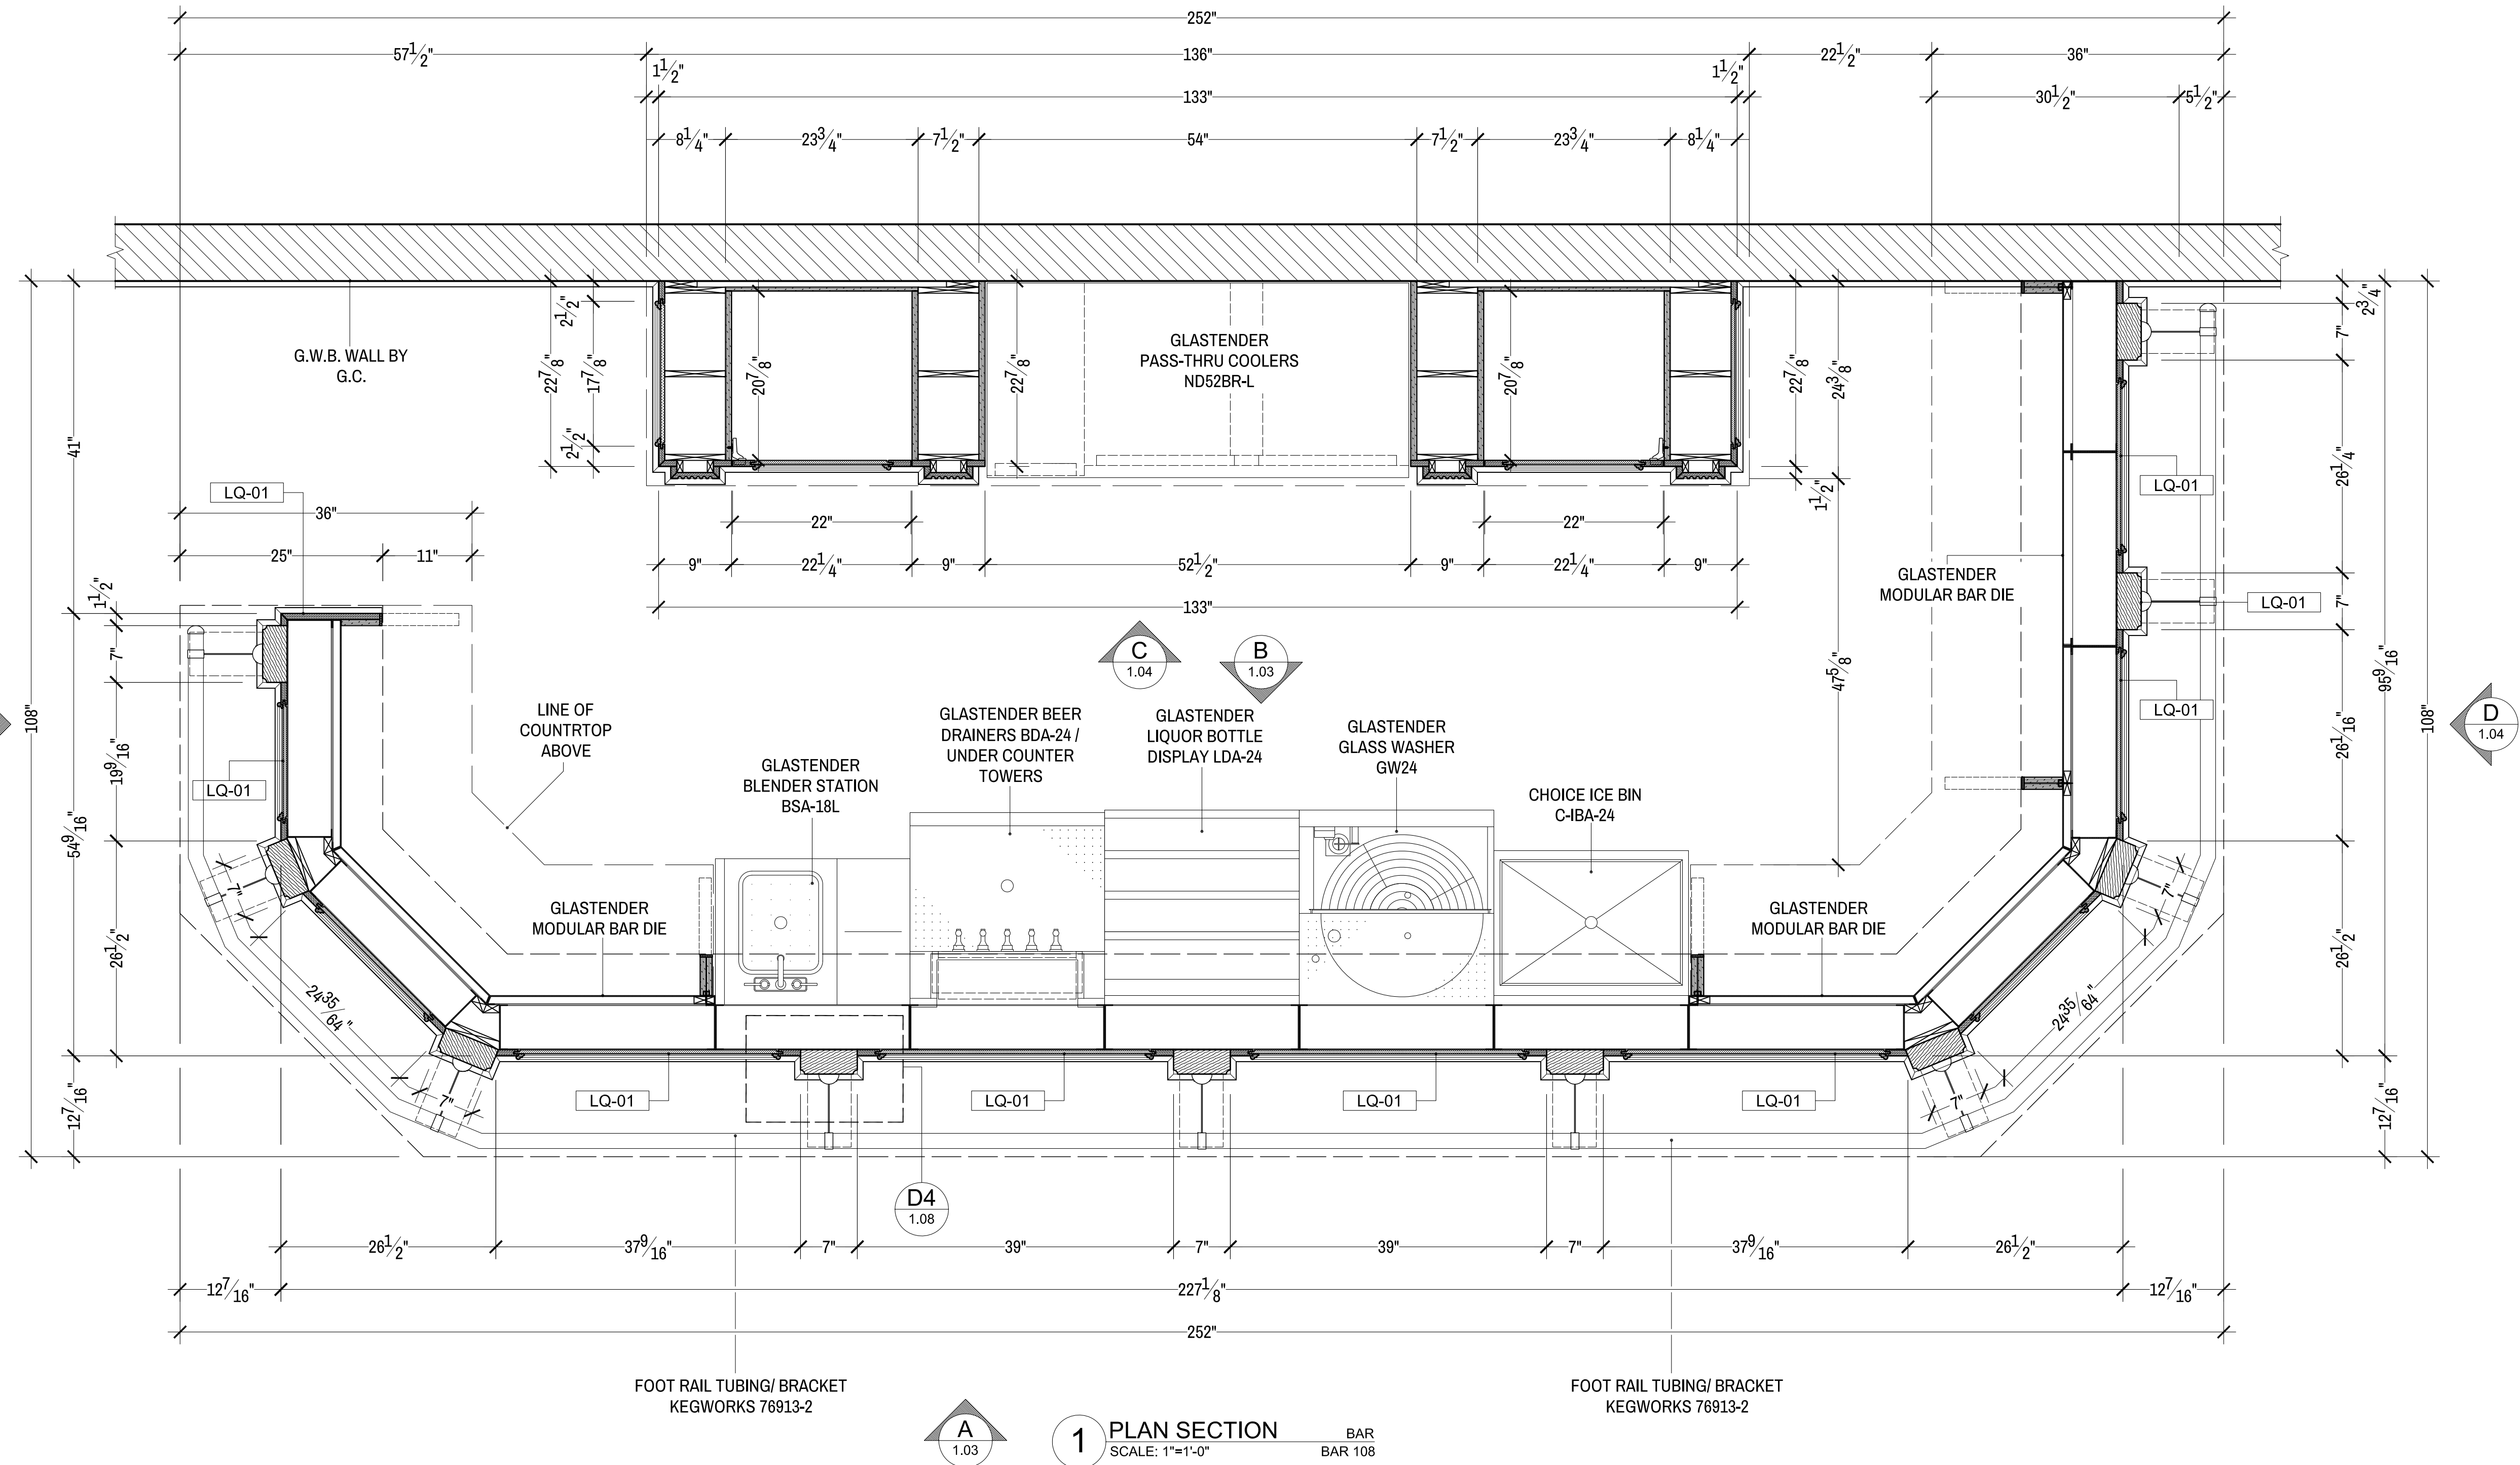 252"
57 1/2"
136"
22 1/2"
36"
1 1/2"
1 1/2"
133"
30 1/2"
5 1/2"
8 1/4"
23 3/4"
7 1/2"
54"
7 1/2"
23 3/4"
8 1/4"
G.W.B. WALL BY
G.C.
2 1/2"
22 7/8"
17 7/8"
2 1/2"
20 7/8"
22 7/8"
GLASTENDER
PASS-THRU COOLERS
ND52BR-L
20 7/8"
22 7/8"
24 3/8"
1 1/2"
2 3/4"
7"
26 1/4"
41"
LQ-01
36"
25"
11"
22"
22"
9"
22 1/4"
9"
52 1/2"
9"
22 1/4"
9"
133"
LQ-01
GLASTENDER
MODULAR BAR DIE
LQ-01
7"
1 1/2"
7"
C
1.04
B
1.03
47 5/8"
95 9/16"
108"
108"
LINE OF
COUNTRTOP
ABOVE
GLASTENDER
BLENDER STATION
BSA-18L
GLASTENDER BEER
DRAINERS BDA-24 /
UNDER COUNTER
TOWERS
GLASTENDER
LIQUOR BOTTLE
DISPLAY LDA-24
GLASTENDER
GLASS WASHER
GW24
CHOICE ICE BIN
C-IBA-24
LQ-01
D
1.04
26 1/16"
19 9/16"
LQ-01
54 9/16"
7"
7"
26 1/2"
26 1/2"
GLASTENDER
MODULAR BAR DIE
GLASTENDER
MODULAR BAR DIE
24 35/64"
24 35/64"
7"
7"
LQ-01
LQ-01
LQ-01
LQ-01
12 7/16"
12 7/16"
D4
1.08
26 1/2"
37 9/16"
7"
39"
7"
39"
7"
37 9/16"
26 1/2"
12 7/16"
227 1/8"
12 7/16"
252"
FOOT RAIL TUBING/ BRACKET
KEGWORKS 76913-2
FOOT RAIL TUBING/ BRACKET
KEGWORKS 76913-2
A
1.03
1
PLAN SECTION
BAR
SCALE: 1"=1'-0"
BAR 108